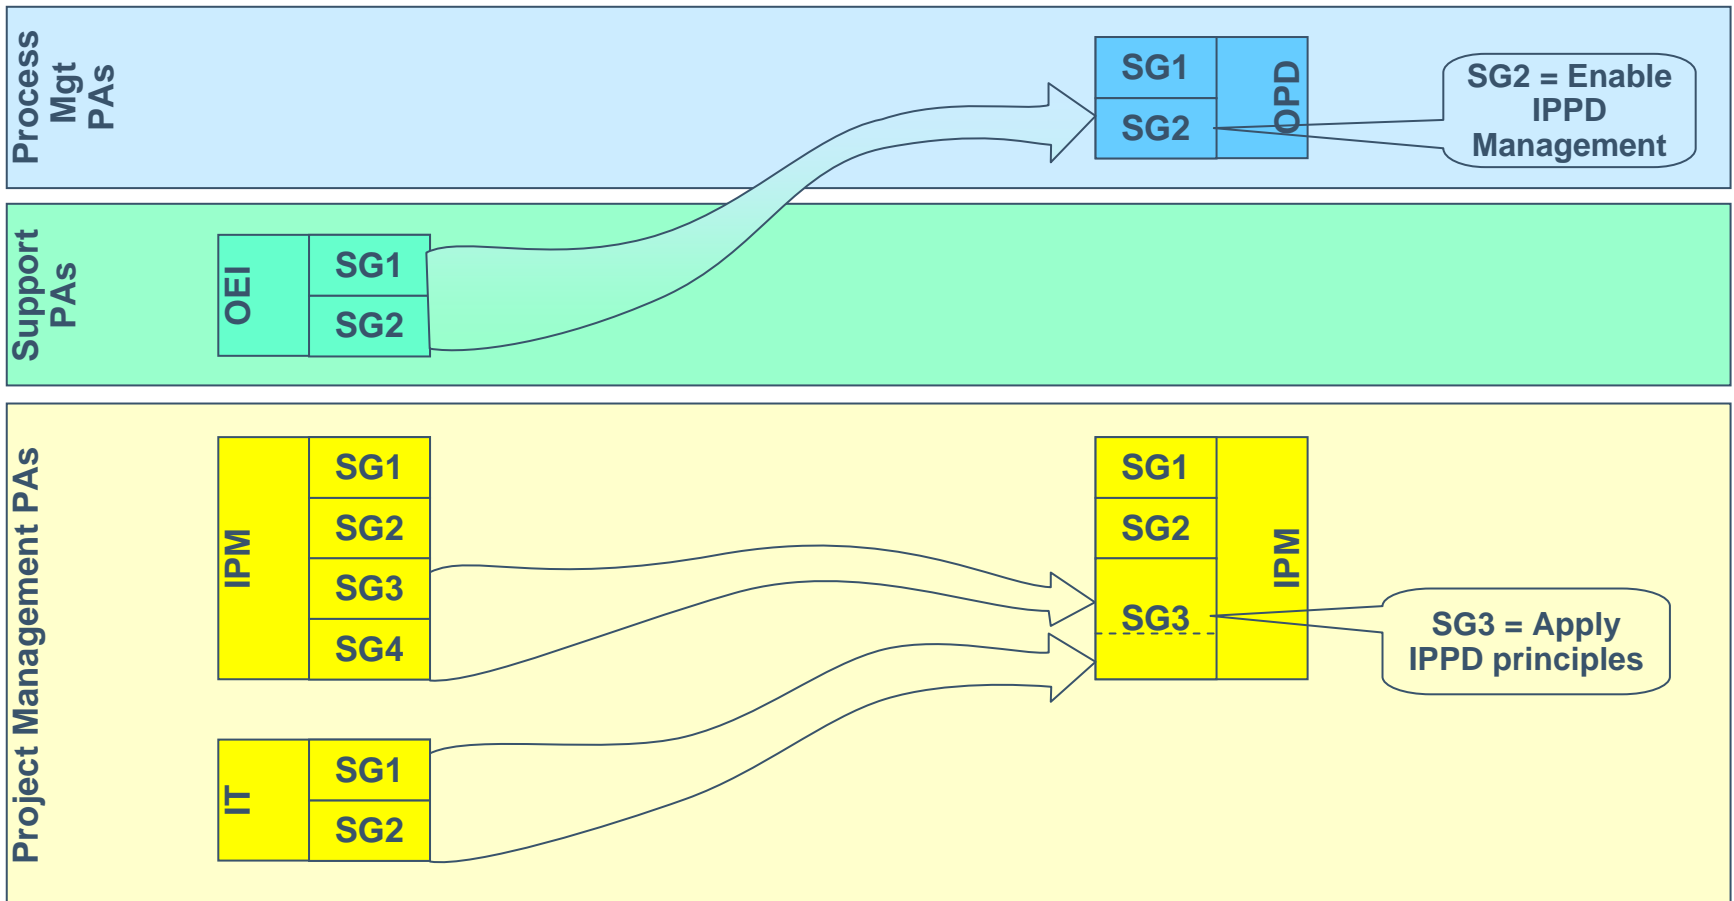 Process
Mgt
PAs
SG1
SG2
OPD
SG2 = Enable
IPPD
Management
Support
PAs
OEI
SG1
SG2
Project Management PAs
IPM
SG1
SG2
SG3
SG4
SG1
SG2
SG3
IPM
SG3 = Apply
IPPD principles
IT
SG1
SG2